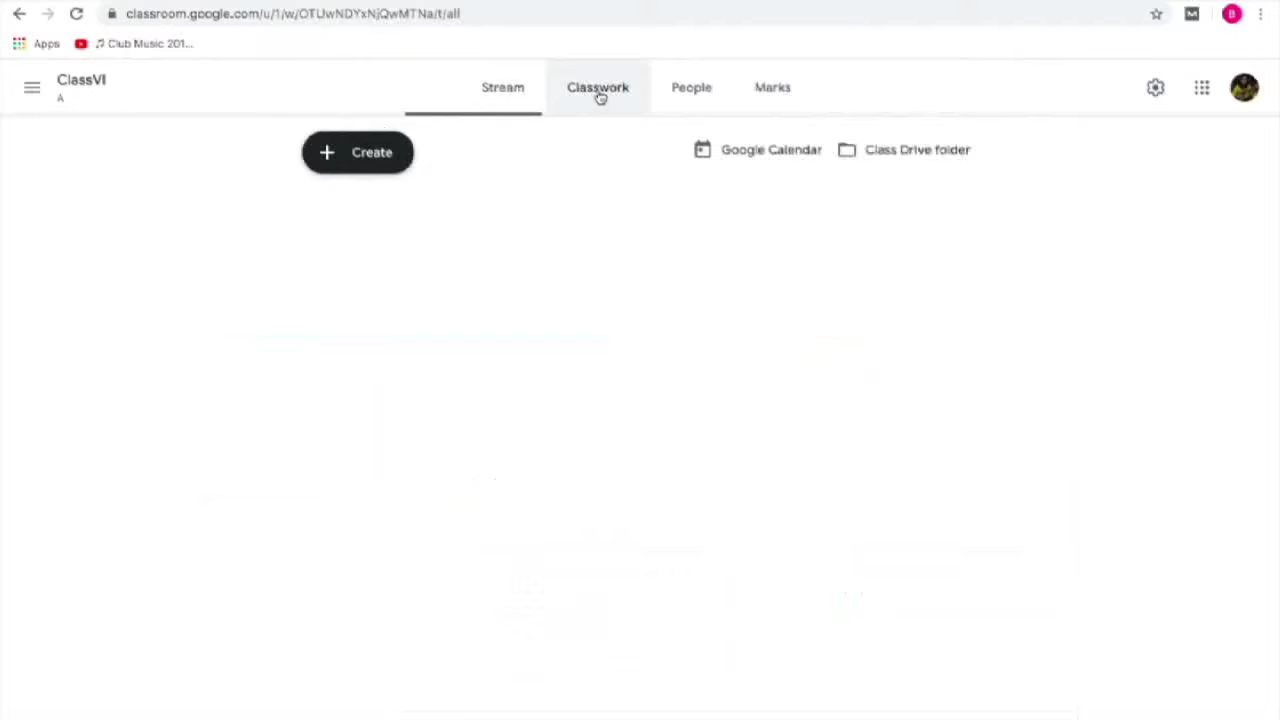 classroom.google.com/u/1/w/OTUwNDYxNjQwMTNa/t/all
B
Apps
♫ Club Music 201...
ClassVI
A
Stream
Classwork
People
Marks
+ Create
Google Calendar
Class Drive folder